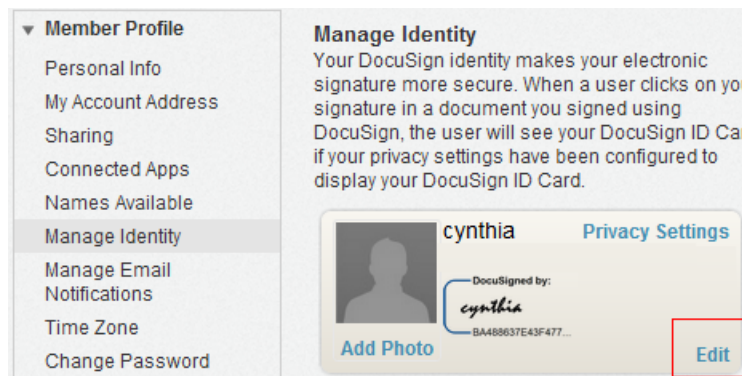 Member Profile
Personal Info
My Account Address
Sharing
Connected Apps
Names Available
Manage Identity
Manage Email
Notifications
Time Zone
Change Password
Manage Identity
Your DocuSign identity makes your electronic
signature more secure. When a user clicks on yo
signature in a document you signed using
DocuSign, the user will see your DocuSign ID Ca
if your privacy settings have been configured to
display your DocuSign ID Card.
cynthia
Privacy Settings
DocuSigned by:
cynthia
BA488637E43F477...
Add Photo
Edit